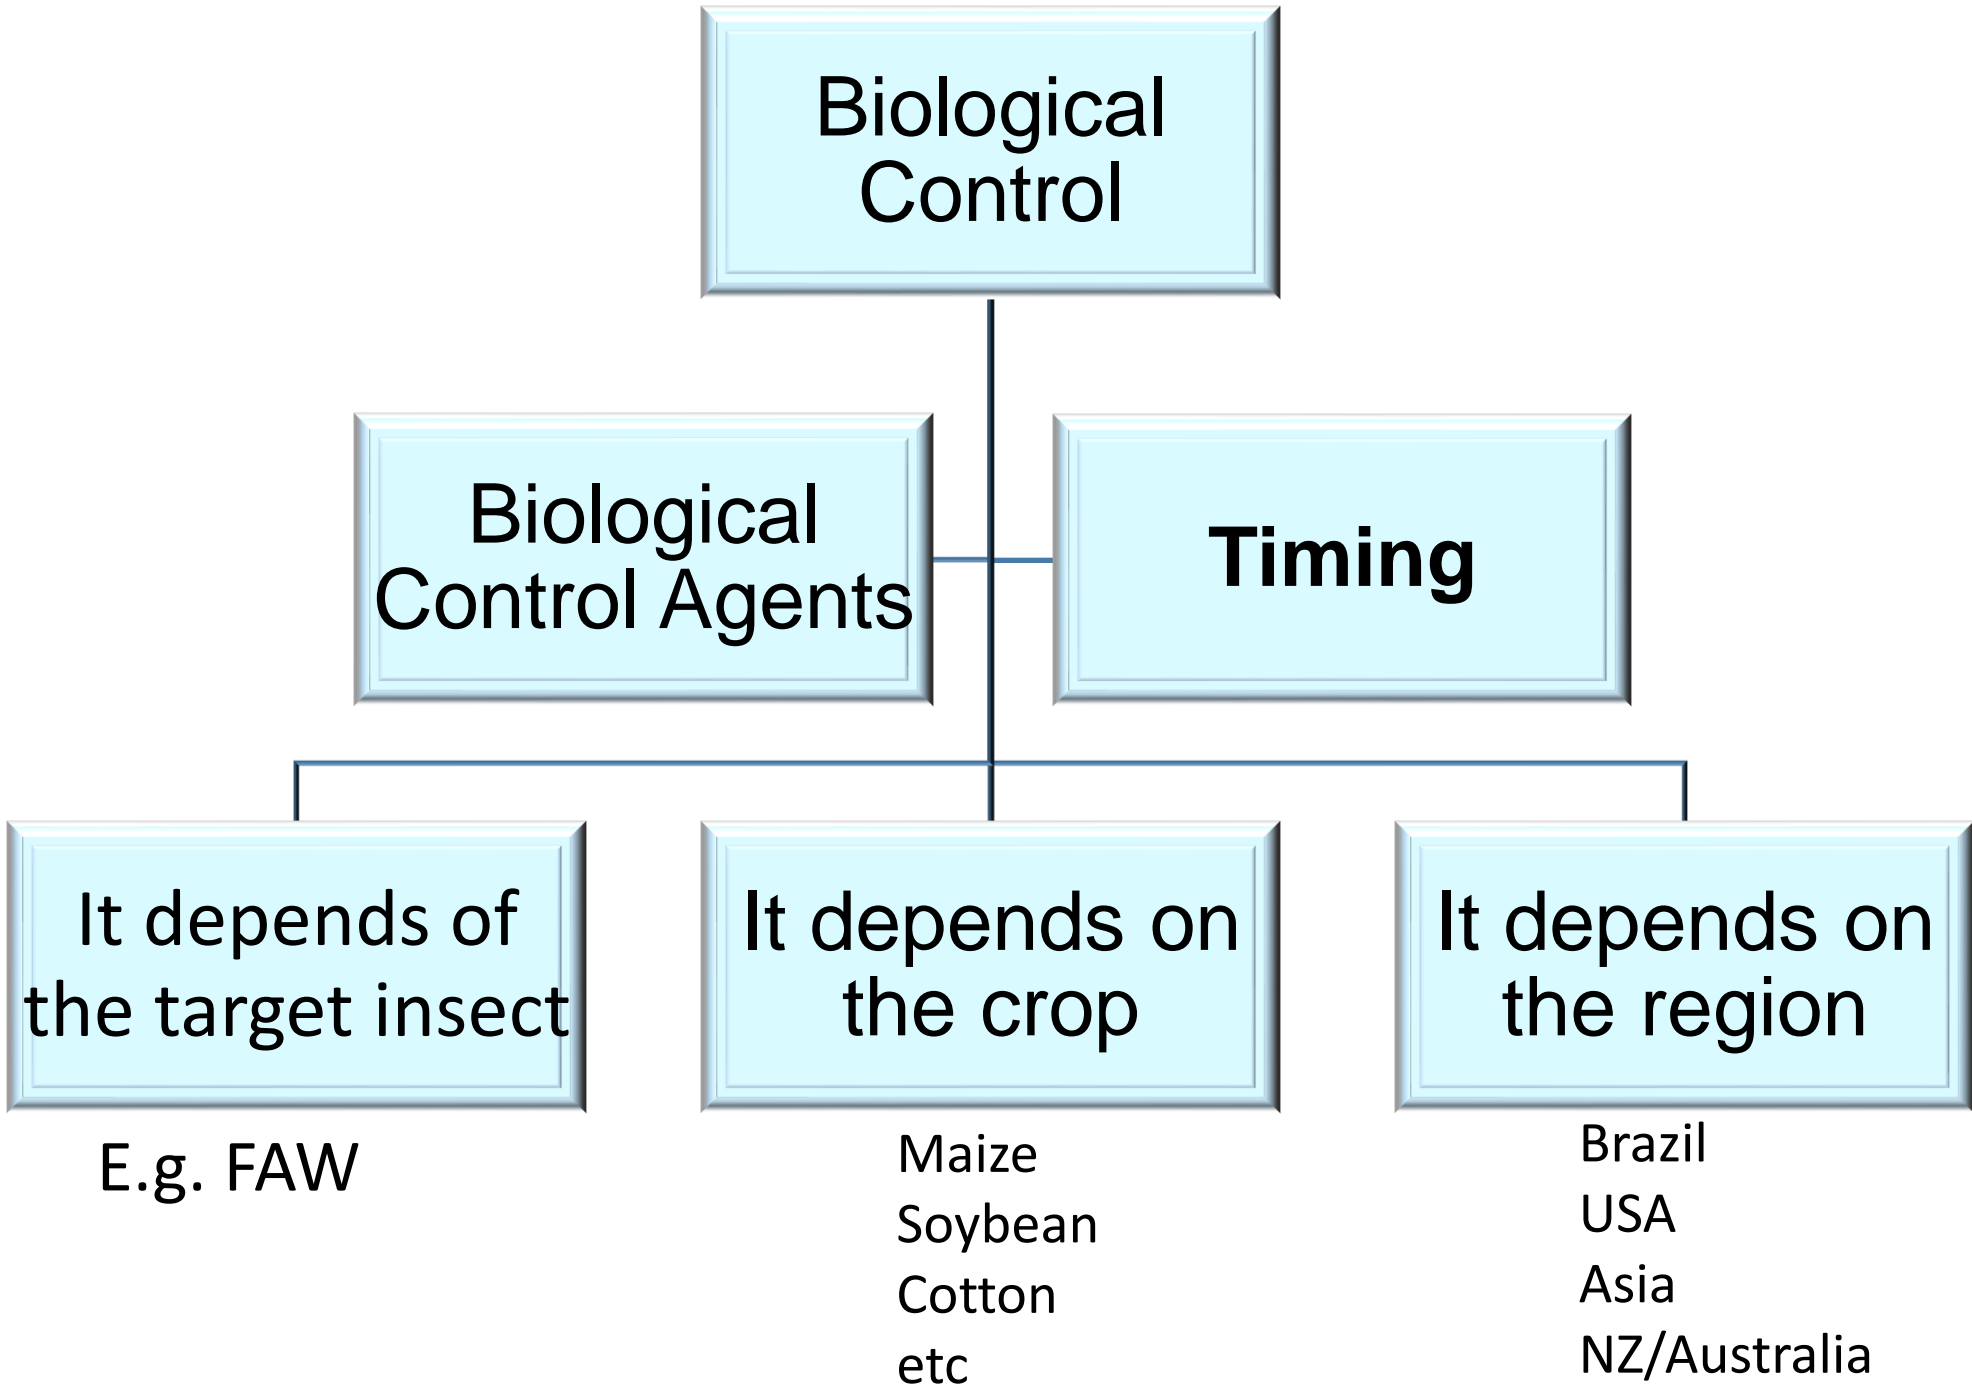 Biological
Control
Biological
Control Agents
Timing
It depends of
the target insect
It depends on
the crop
It depends on
the region
E.g. FAW
Maize
Soybean
Cotton
etc
Brazil
USA
Asia
NZ/Australia